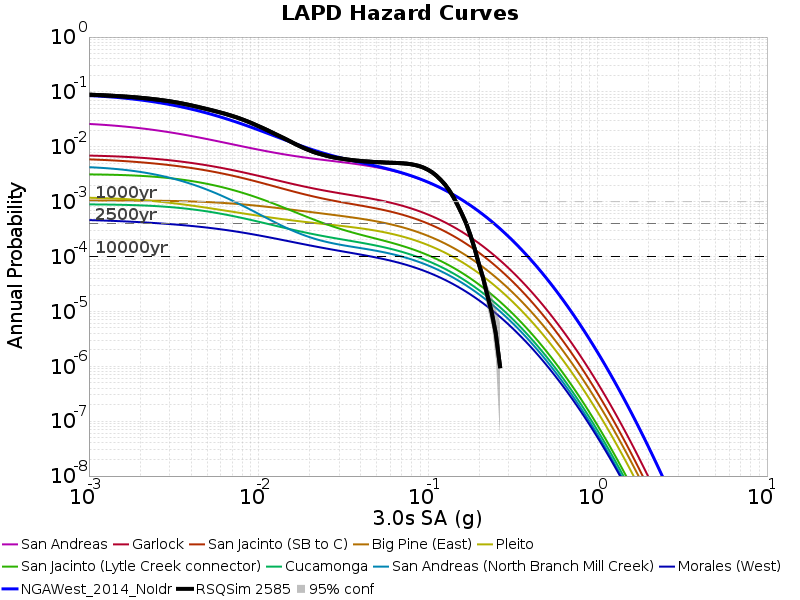 LAPD Hazard Curves
10^0
10^-1
10^-2
10^-3
10^-4
10^-5
10^-6
10^-7
10^-8
Annual Probability
1000yr
2500yr
10000yr
10^-3 10^-2 10^-1 10^0 10^1
3.0s SA (g)
San Andreas Garlock San Jacinto (SB to C) Big Pine (East) Pleito
San Jacinto (Lytle Creek connector) Cucamonga San Andreas (North Branch Mill Creek) Morales (West)
NGAWest_2014_NoIdr RSQSim 2585 95% conf